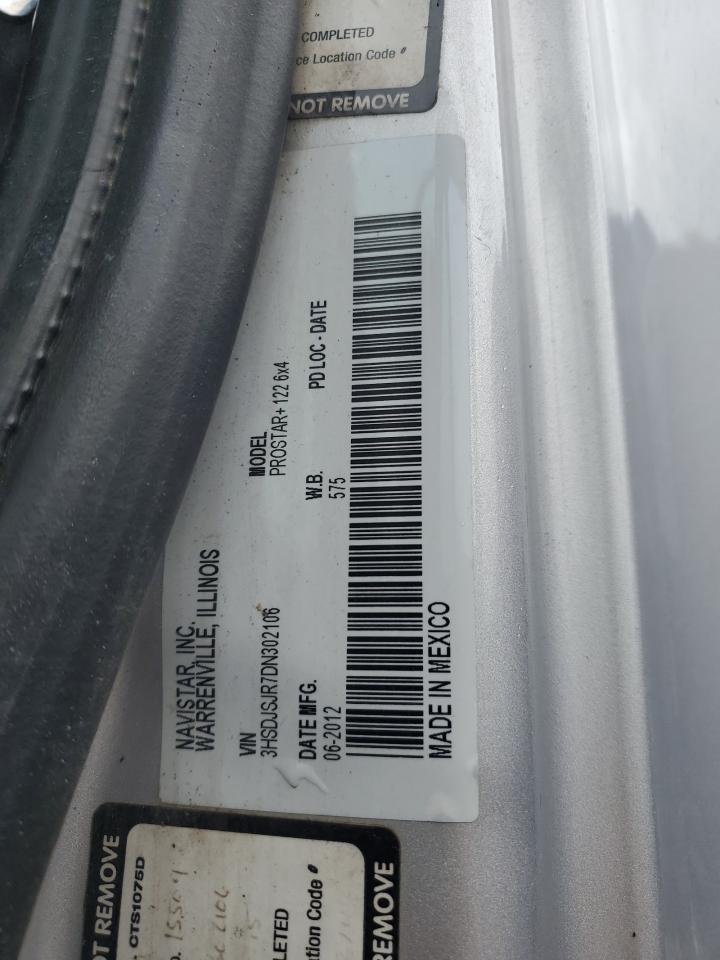 COMPLETED
ce Location Code #
NOT REMOVE
NAVISTAR, INC.
WARRENVILLE, ILLINOIS
VIN
3HSDJSJR7DN302106
MODEL
PROSTAR+ 122 6x4
DATE MFG.
06-2012
W.B.
575
PD LOC - DATE
MADE IN MEXICO
OT REMOVE
CTS1075D
o.
LETED
ation Code #
REMOVE